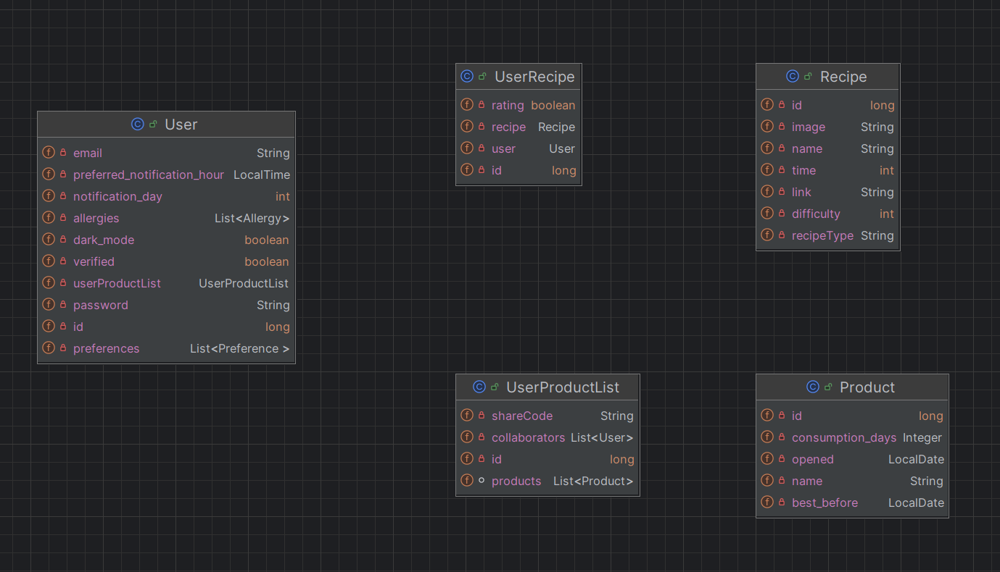 User
email String
preferred_notification_hour LocalTime
notification_day int
allergies List<Allergy>
dark_mode boolean
verified boolean
userProductList UserProductList
password String
id long
preferences List<Preference >
UserRecipe
rating boolean
recipe Recipe
user User
id long
Recipe
id long
image String
name String
time int
link String
difficulty int
recipeType String
UserProductList
shareCode String
collaborators List<User>
id long
products List<Product>
Product
id long
consumption_days Integer
opened LocalDate
name String
best_before LocalDate